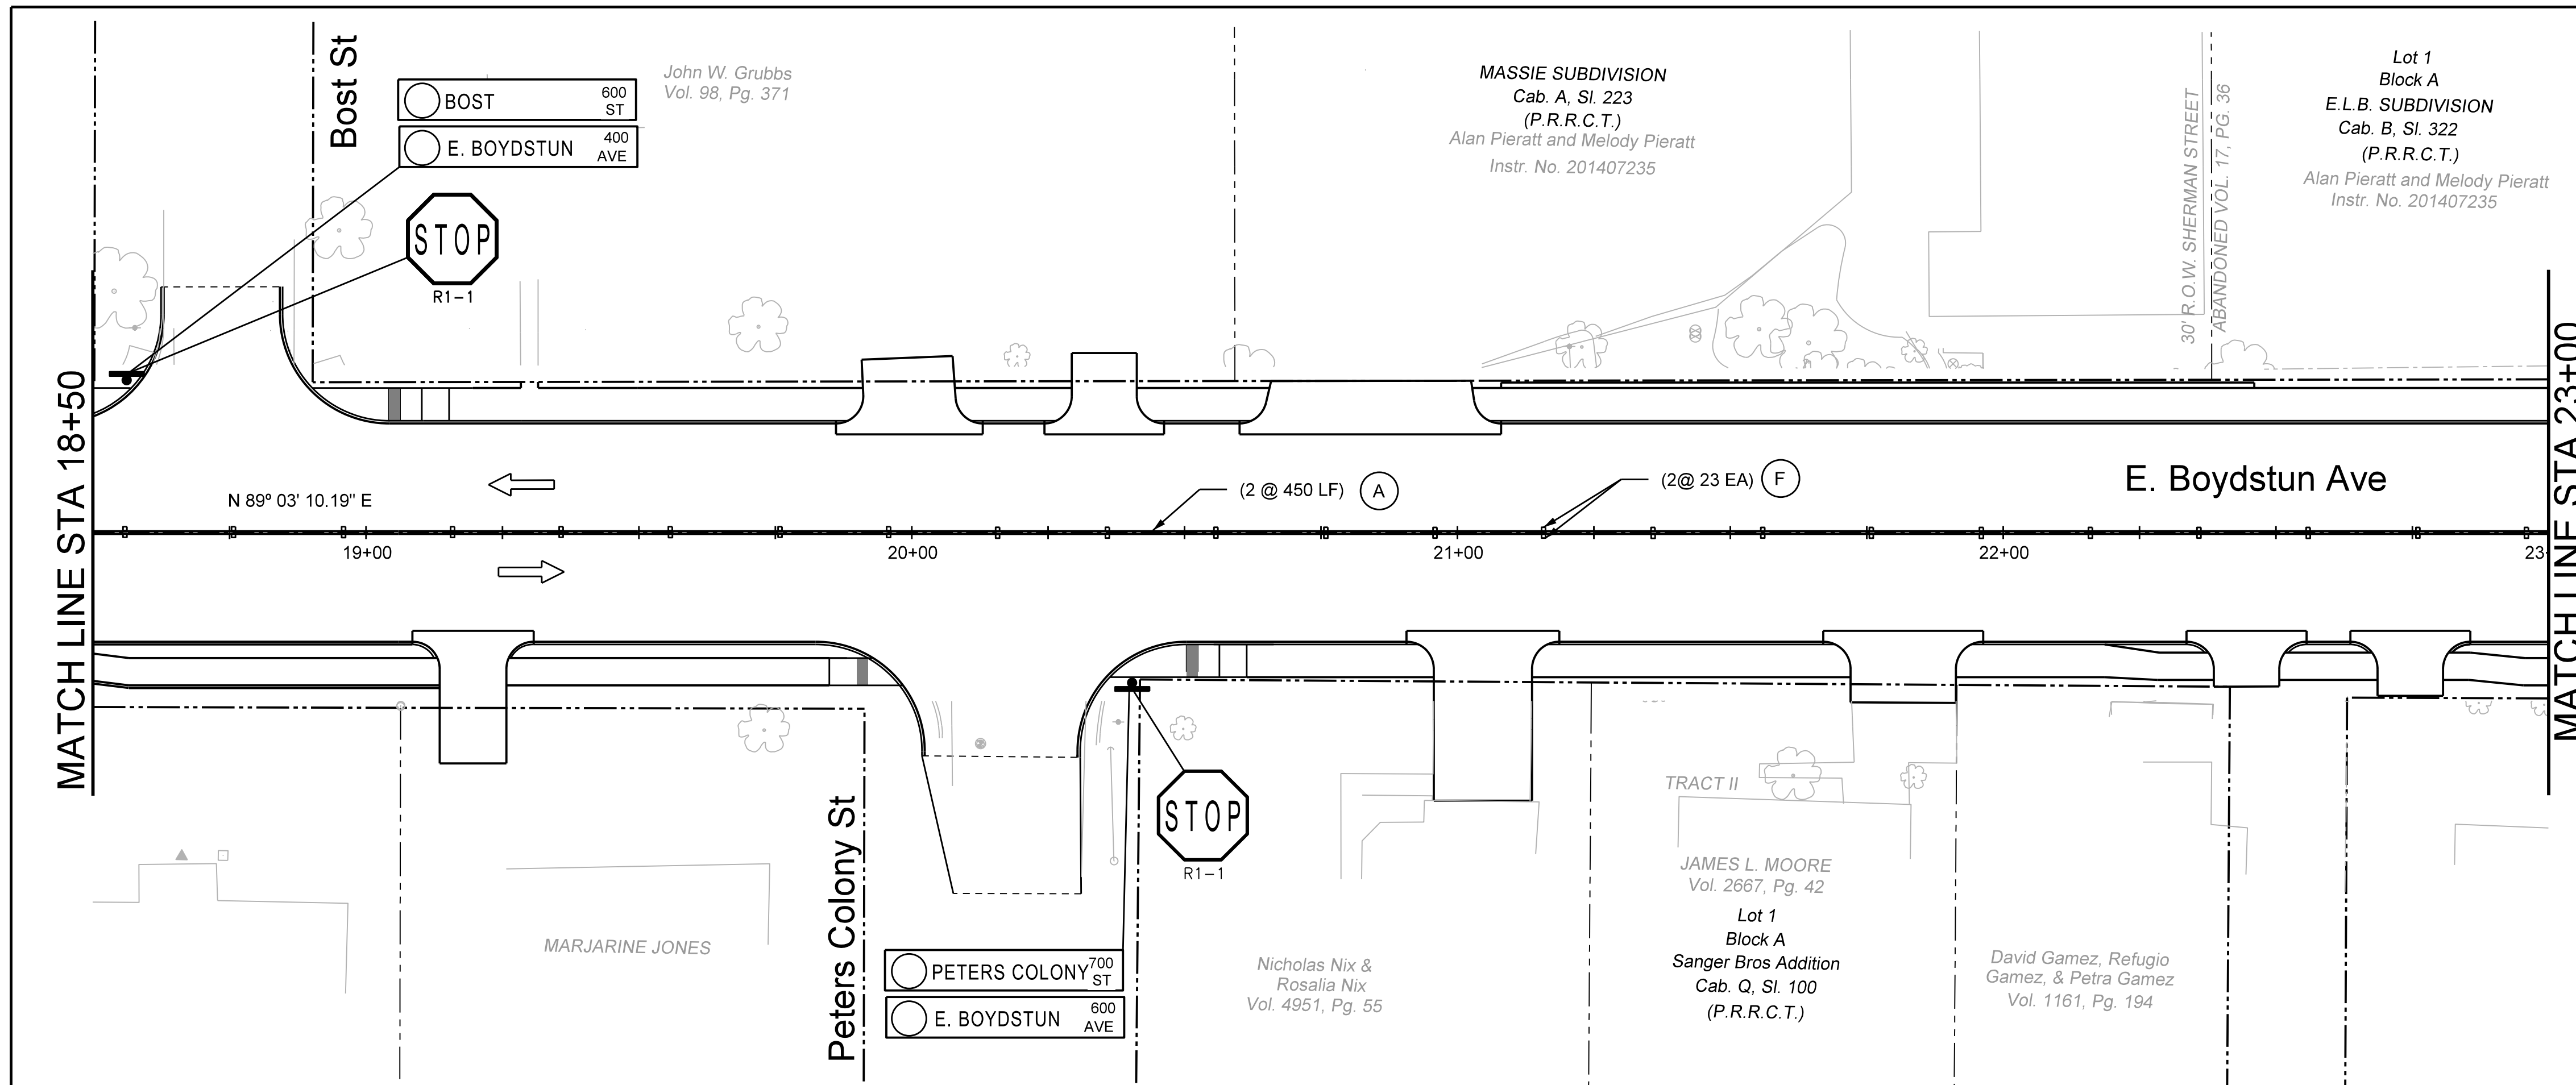 Bost St
BOST
600
ST
E. BOYDSTUN
400
AVE
STOP
R1-1
John W. Grubbs
Vol. 98, Pg. 371
MASSIE SUBDIVISION
Cab. A, Sl. 223
(P.R.R.C.T.)
Alan Pieratt and Melody Pieratt
Instr. No. 201407235
30' R.O.W. SHERMAN STREET
ABANDONED VOL. 17, PG. 36
Lot 1
Block A
E.L.B. SUBDIVISION
Cab. B, Sl. 322
(P.R.R.C.T.)
Alan Pieratt and Melody Pieratt
Instr. No. 201407235
MATCH LINE STA 18+50
N 89º 03' 10.19" E
(2 @ 450 LF) A
(2@ 23 EA) F
E. Boydstun Ave
MATCH LINE STA 23+00
19+00
20+00
21+00
22+00
23+
Peters Colony St
STOP
R1-1
MARJARINE JONES
PETERS COLONY
700
ST
E. BOYDSTUN
600
AVE
Nicholas Nix &
Rosalia Nix
Vol. 4951, Pg. 55
TRACT II
JAMES L. MOORE
Vol. 2667, Pg. 42
Lot 1
Block A
Sanger Bros Addition
Cab. Q, Sl. 100
(P.R.R.C.T.)
David Gamez, Refugio
Gamez, & Petra Gamez
Vol. 1161, Pg. 194